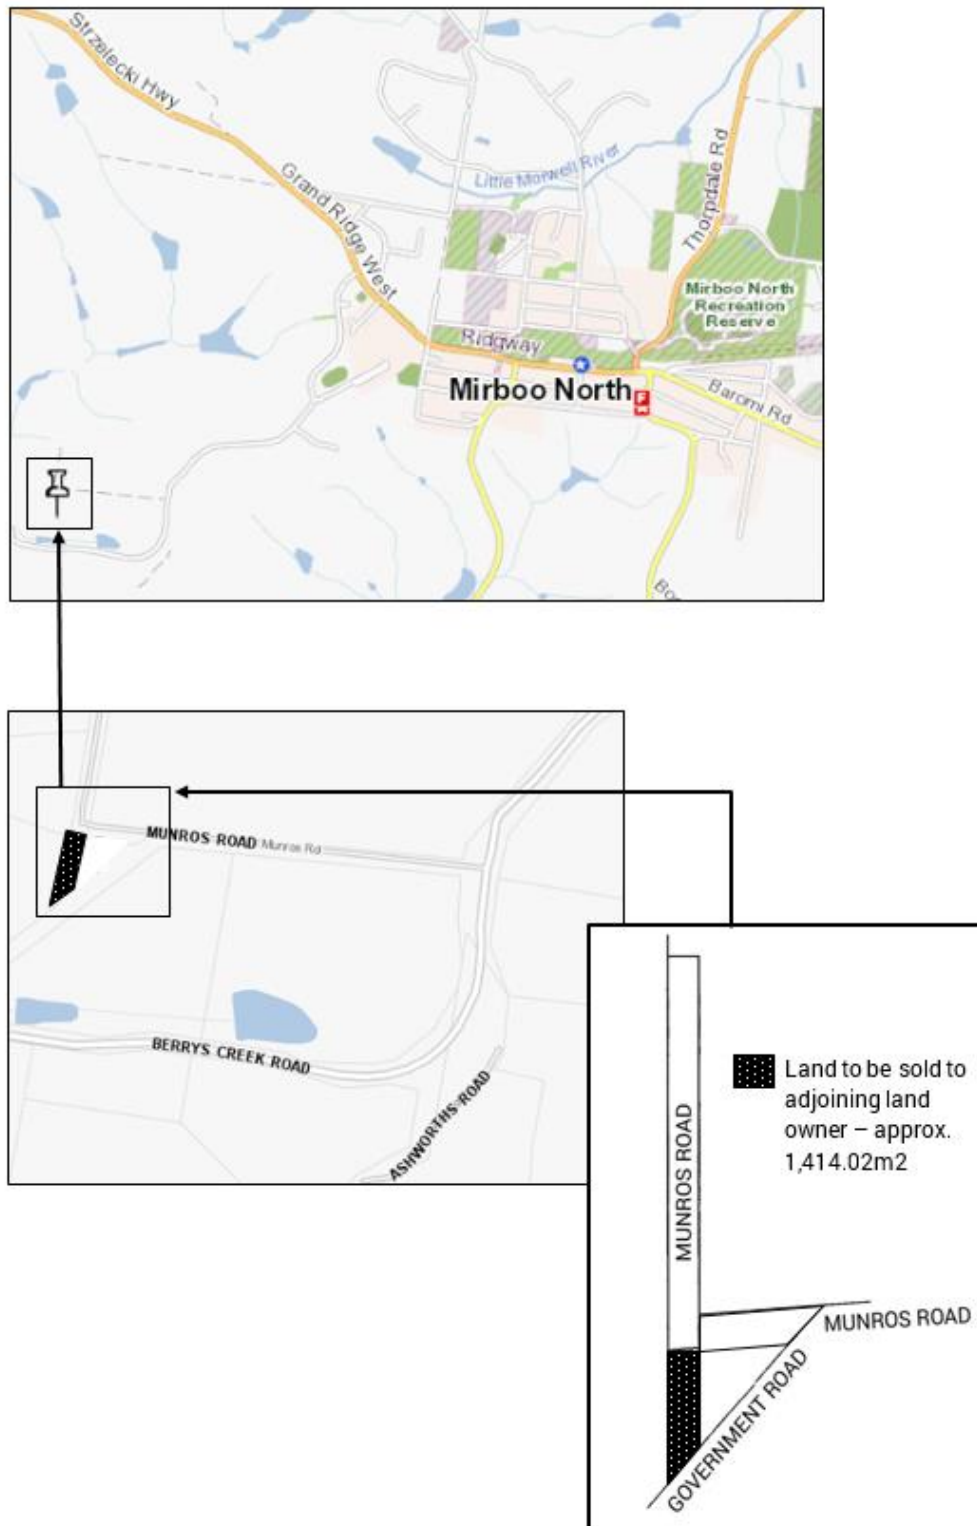 Strzelecki Hwy
Grand Ridge West
Little Morwell River
Thorpdale Rd
Mirboo North
Recreation
Reserve
Ridgway
Mirboo North
F
Baromi Rd
MUNROS ROAD Munros Rd
BERRYS CREEK ROAD
ASHWORTHS ROAD
MUNROS ROAD
Land to be sold to
adjoining land
owner – approx.
1,414.02m2
MUNROS ROAD
GOVERNMENT ROAD